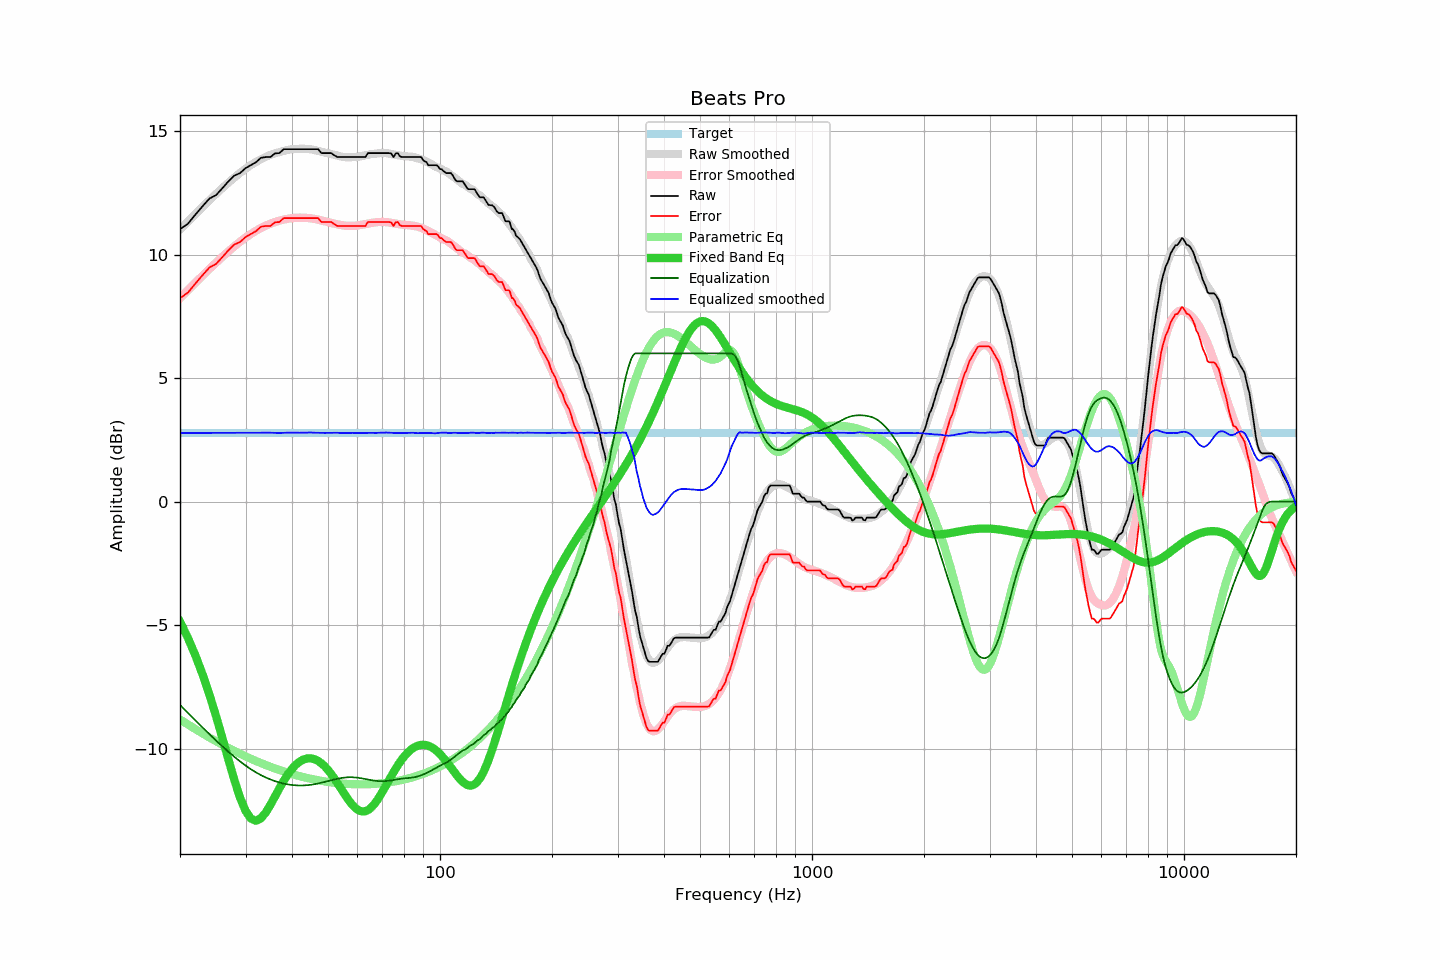 Beats Pro
Target
Raw Smoothed
Error Smoothed
Raw
Error
Parametric Eq
Fixed Band Eq
Equalization
Equalized smoothed
15
10
5
0
−5
−10
Amplitude (dBr)
100
1000
10000
Frequency (Hz)